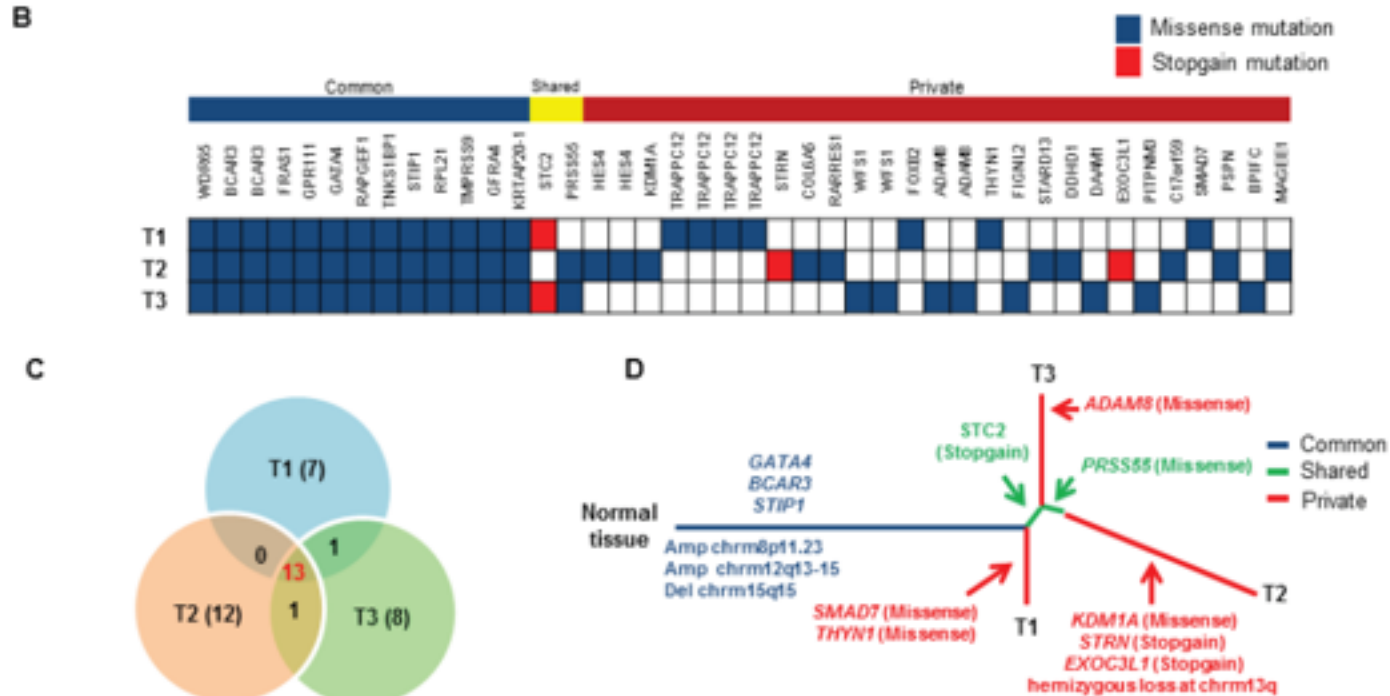 B
Missense mutation
Stopgain mutation
Common
Shared
Private
WDR65
BCAR3
BCAR3
FRAS1
GPR111
GATA4
RAPGEF1
TNKS1BP1
STIP1
RPL21
TMPRSS9
GFRA4
KRTAP20-1
STC2
PRSS55
HES4
HES4
KDM1A
TRAPPC12
TRAPPC12
TRAPPC12
TRAPPC12
STRN
COL6A6
RARRES1
WFS1
WFS1
ADAM8
ADAM8
THYN1
FIGNL2
STARD13
DDHD1
DAAM1
EXOC3L1
PITPNM3
C17orf59
SMAD7
PSPN
BPIFC
MAGEE1
T1
T2
T3
C
T1 (7)
0
1
13
T2 (12)
1
T3 (8)
D
T3
ADAM8 (Missense)
STC2
(Stopgain)
PRSS55 (Missense)
Common
Shared
Private
GATA4
BCAR3
STIP1
Normal
tissue
Amp chrm8p11.23
Amp chrm12q13-15
Del chrm15q15
SMAD7 (Missense)
THYN1 (Missense)
T1
T2
KDM1A (Missense)
STRN (Stopgain)
EXOC3L1 (Stopgain)
hemizygous loss at chrm13q